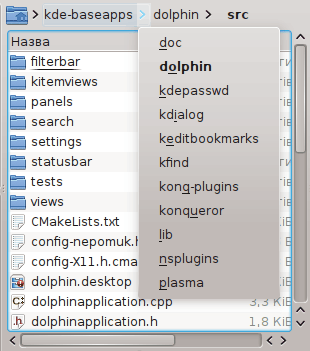 kde-baseapps dolphin src
Назва
doc
dolphin
kdepasswd
kdialog
keditbookmarks
kfind
konq-plugins
konqueror
lib
nsplugins
plasma
filterbar
kitemviews
panels
search
settings
statusbar
tests
views
CMakeLists.txt
config-nepomuk.h
config-X11.h.cma
dolphin.desktop
dolphinapplication.cpp 3,3 KiB
dolphinapplication.h 1,8 KiB